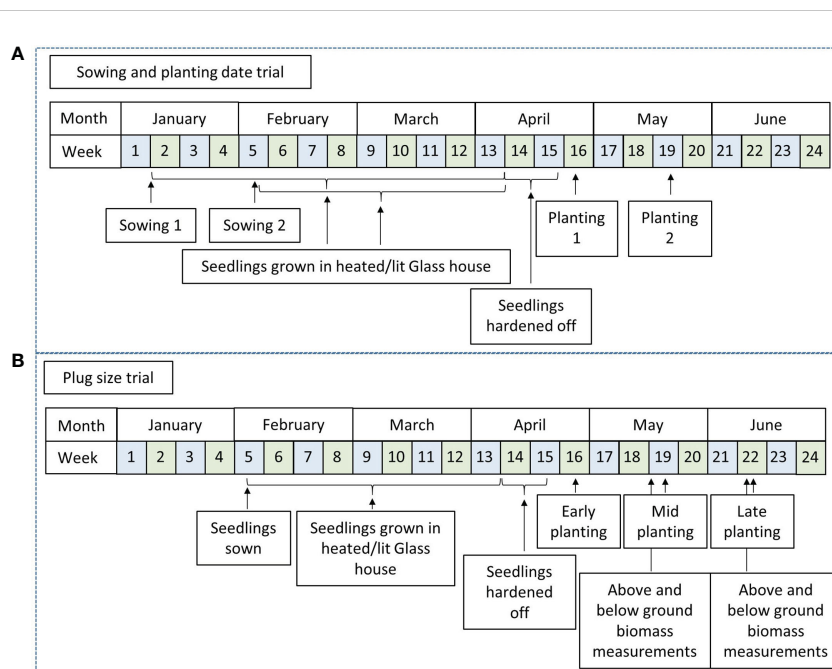 A
Sowing and planting date trial
Month January February March April May June
Week 1 2 3 4 5 6 7 8 9 10 11 12 13 14 15 16 17 18 19 20 21 22 23 24
Sowing 1
Sowing 2
Planting
1
Planting
2
Seedlings grown in heated/lit Glass house
Seedlings
hardened off
B
Plug size trial
Month January February March April May June
Week 1 2 3 4 5 6 7 8 9 10 11 12 13 14 15 16 17 18 19 20 21 22 23 24
Seedlings
sown
Seedlings grown in
heated/lit Glass
house
Early
planting
Mid
planting
Late
planting
Seedlings
hardened
off
Above and
below ground
biomass
measurements
Above and
below ground
biomass
measurements